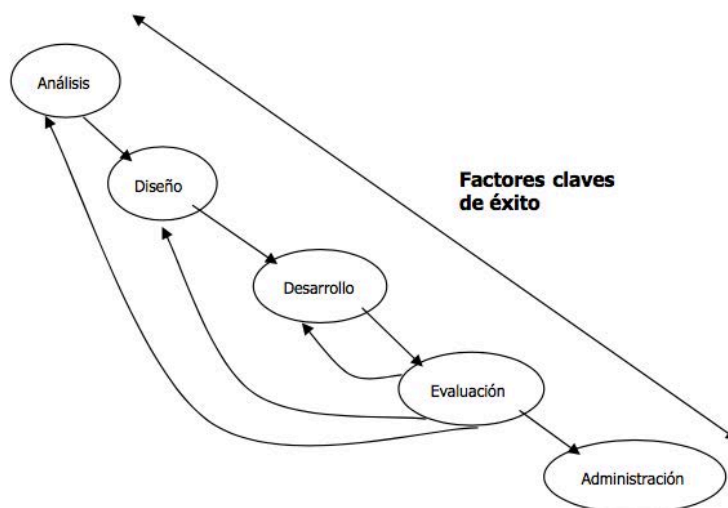 Análisis
Diseño
Factores claves
de éxito
Desarrollo
Evaluación
Administración